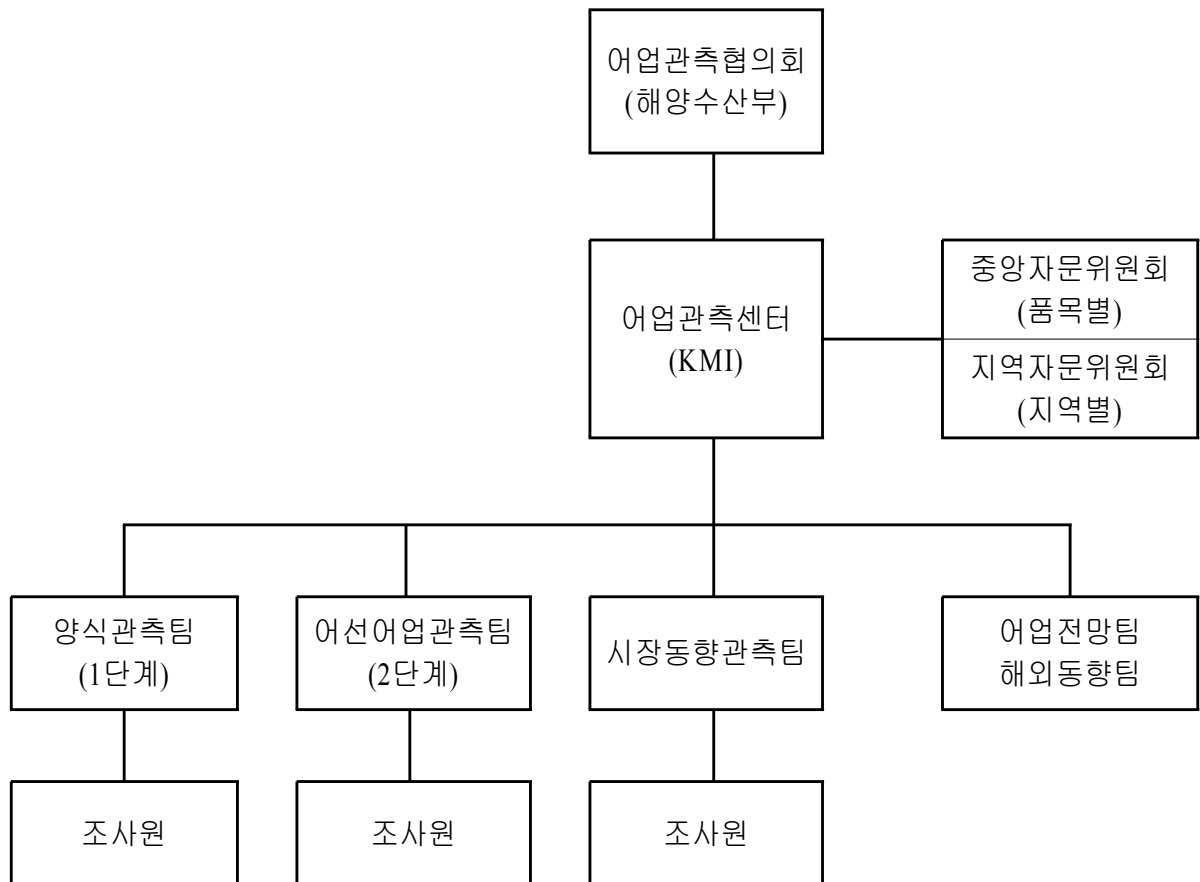 어업관측협의회
(해양수산부)
어업관측센터
(KMI)
중앙자문위원회
(품목별)
지역자문위원회
(지역별)
양식관측팀
(1단계)
어선어업관측팀
(2단계)
시장동향관측팀
어업전망팀
해외동향팀
조사원
조사원
조사원